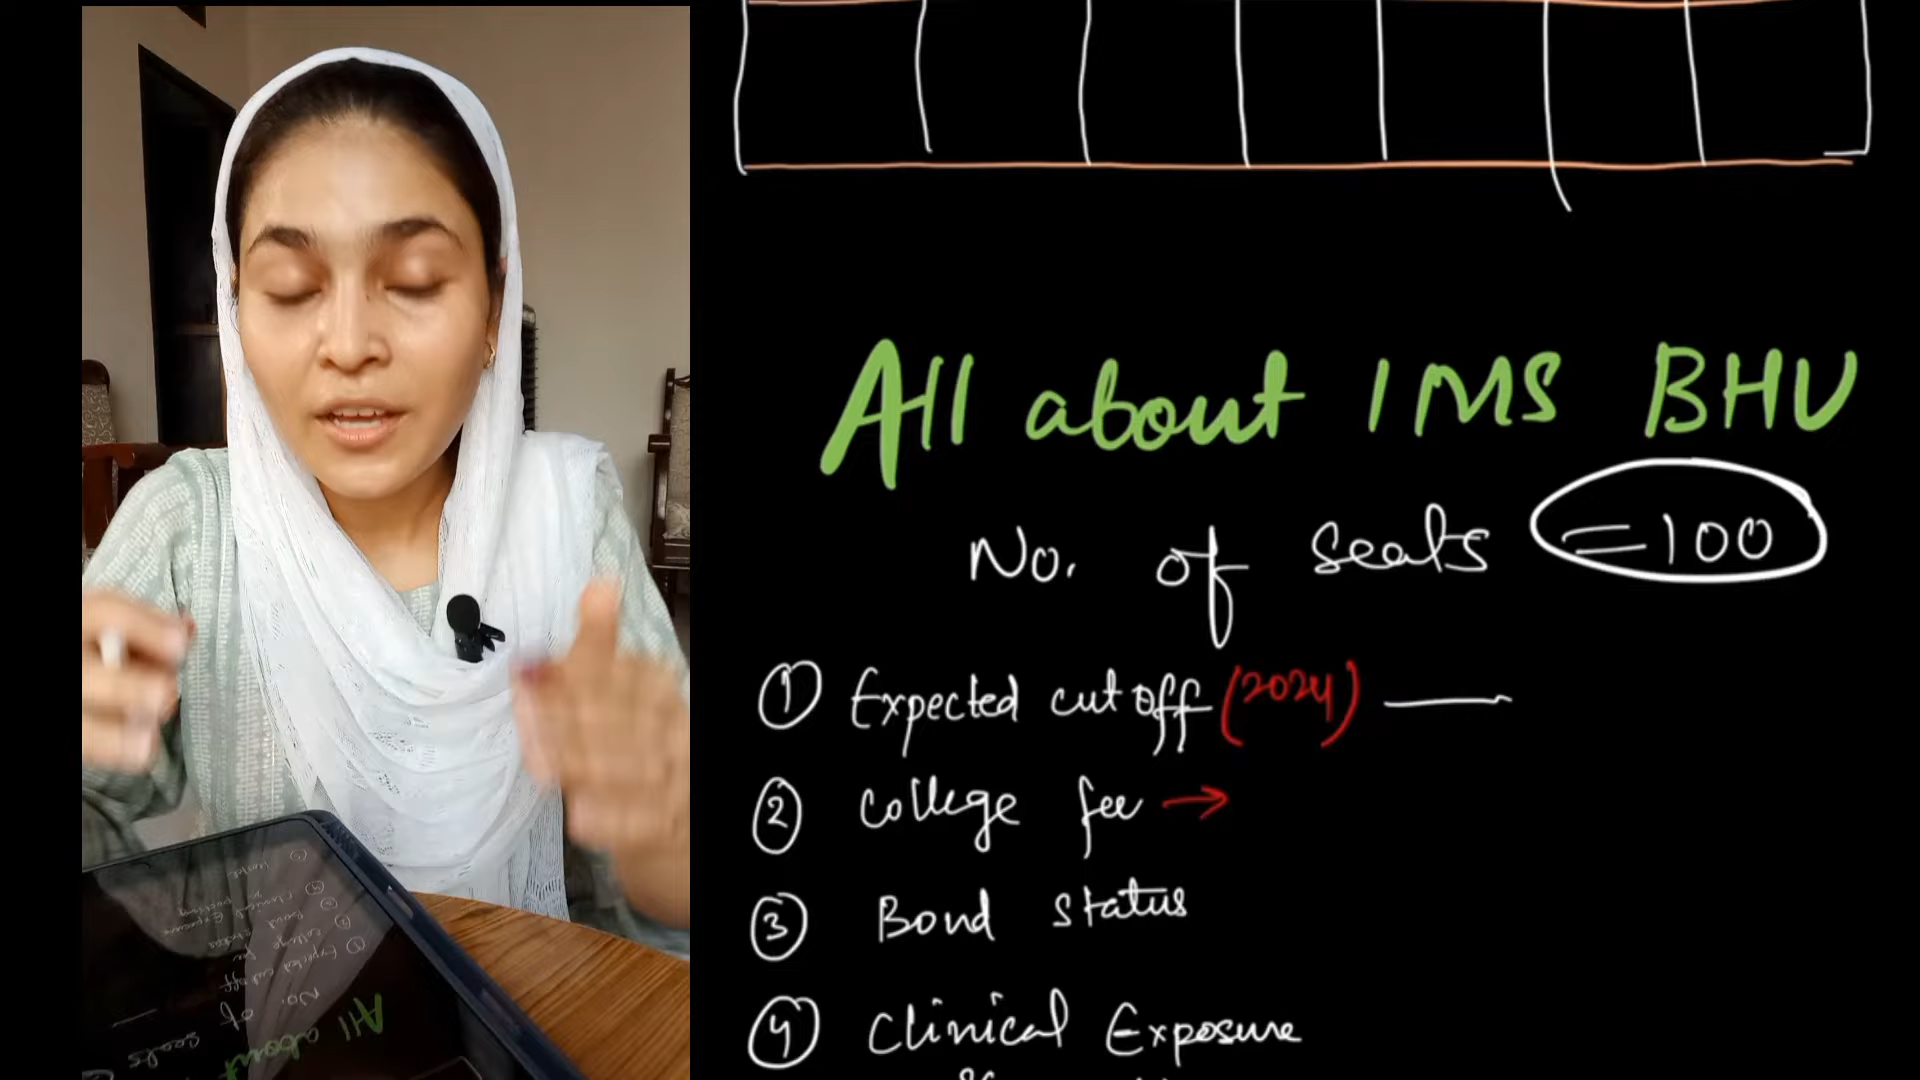 All about IMS BHU
No. of seats = 100
① Expected cut off (2024)
② College fee →
③ Bond status
④ Clinical Exposure